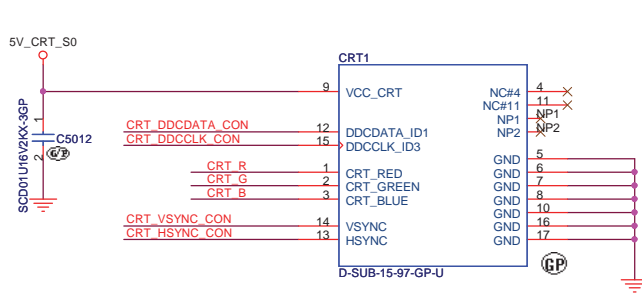 5V_CRT_S0
CRT1
9 VCC_CRT NC#4 4
NC#11 11
NP1 NP1
NP2 NP2
SCD01U16V2KX-3GP
1
C5012
2
G/P
CRT_DDCDATA_CON 12 DDCDATA_ID1
CRT_DDCCLK_CON 15 DDCCLK_ID3
GND 5
CRT_R 1 CRT_RED GND 6
CRT_G 2 CRT_GREEN GND 7
CRT_B 3 CRT_BLUE GND 8
GND 10
CRT_VSYNC_CON 14 VSYNC GND 16
CRT_HSYNC_CON 13 HSYNC GND 17
D-SUB-15-97-GP-U
GP